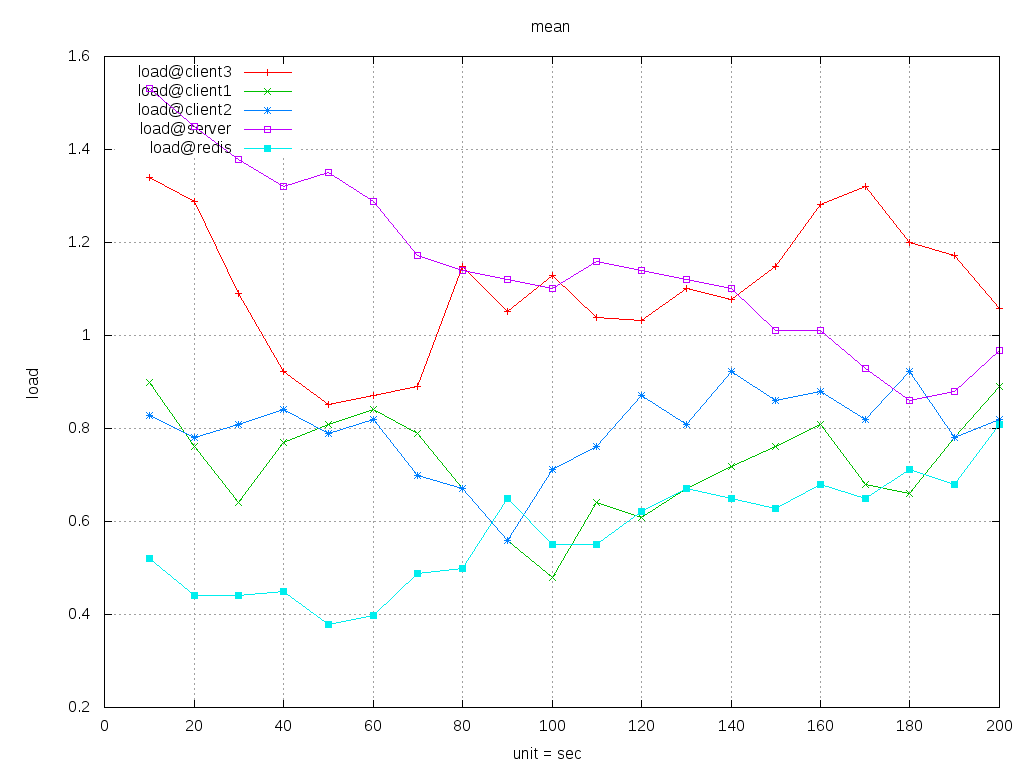 mean
1.6
load@client3
load@client1
load@client2
load@server
load@redis
1.4
1.2
1
load
0.8
0.6
0.4
0.2
0 20 40 60 80 100 120 140 160 180 200
unit = sec